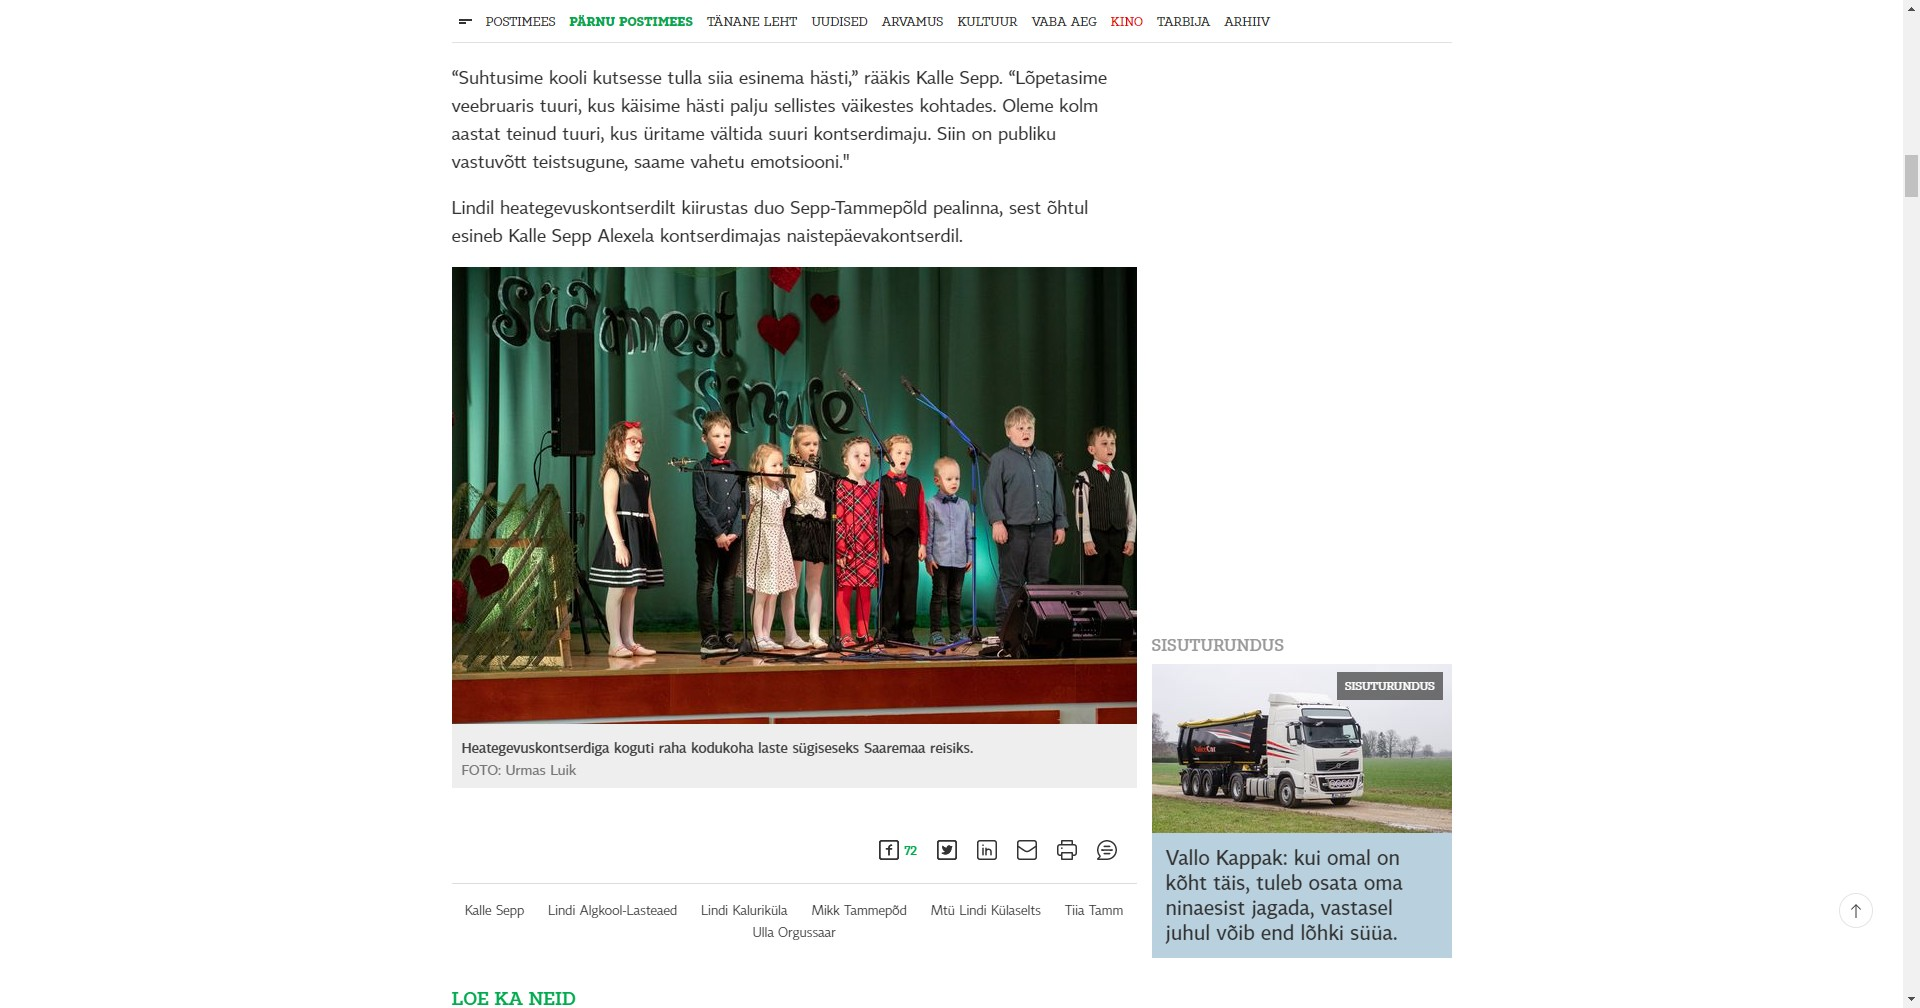 POSTIMEES PÄRNU POSTIMEES TÄNANE LEHT UUDISED ARVAMUS KULTUUR VABA AEG KINO TARBIJA ARHIIV
“Suhtusime kooli kutsesse tulla siia esinema hästi,” rääkis Kalle Sepp. “Lõpetasime
veebruaris tuuri, kus käisime hästi palju sellistes väikestes kohtades. Oleme kolm
aastat teinud tuuri, kus üritame vältida suuri kontserdimaju. Siin on publiku
vastuvõtt teistsugune, saame vahetu emotsiooni."
Lindil heategevuskontserdilt kiirustas duo Sepp-Tammepõld pealinna, sest õhtul
esineb Kalle Sepp Alexela kontserdimajas naistepäevakontserdil.
Südamest
Sinule
Heategevuskontserdiga koguti raha kodukoha laste sügiseseks Saaremaa reisiks.
FOTO: Urmas Luik
72
Kalle Sepp Lindi Algkool-Lasteaed Lindi Kaluriküla Mikk Tammepõd Mtü Lindi Külaselts Tiia Tamm
Ulla Orgussaar
LOE KA NEID
SISUTURUNDUS
SISUTURUNDUS
Vallo Kappak: kui omal on
kõht täis, tuleb osata oma
ninaesist jagada, vastasel
juhul võib end lõhki süüa.